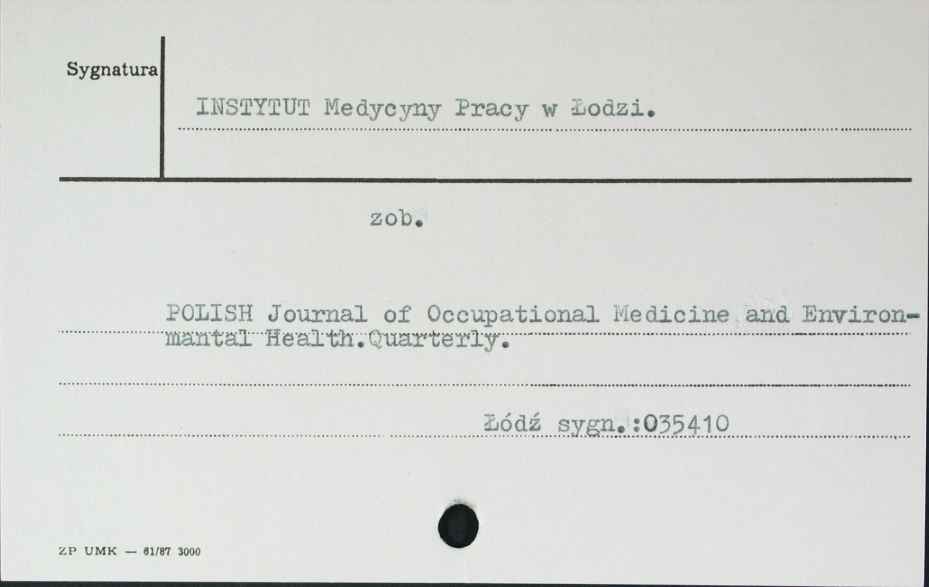 Sygnatura
INSTYTUT Medycyny Pracy w Łodzi.
zob.
POLISH Journal of Occupational Medicine and Environ-
mantal Health.Quarterly.
Łódź sygn.:035410
ZP UMK — 61/87 3000